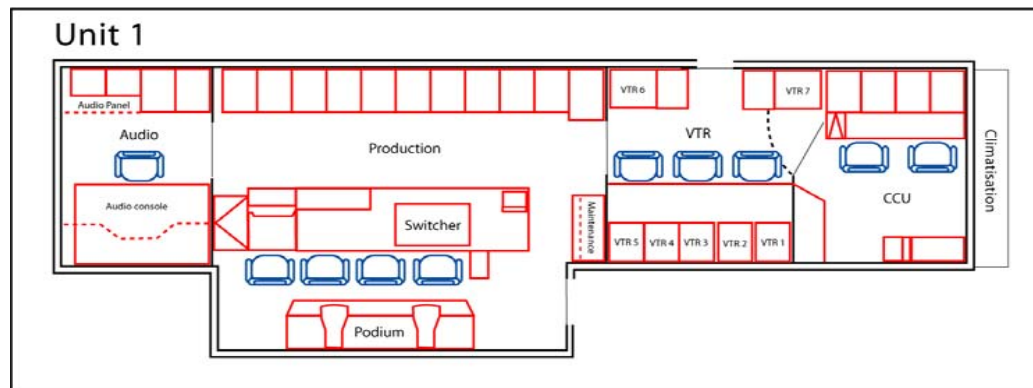 Unit 1
Audio Panel
Audio
Audio console
Production
Switcher
Podium
Maintenance
VTR 6
VTR 7
VTR
VTR 5
VTR 4
VTR 3
VTR 2
VTR 1
CCU
Climatisation